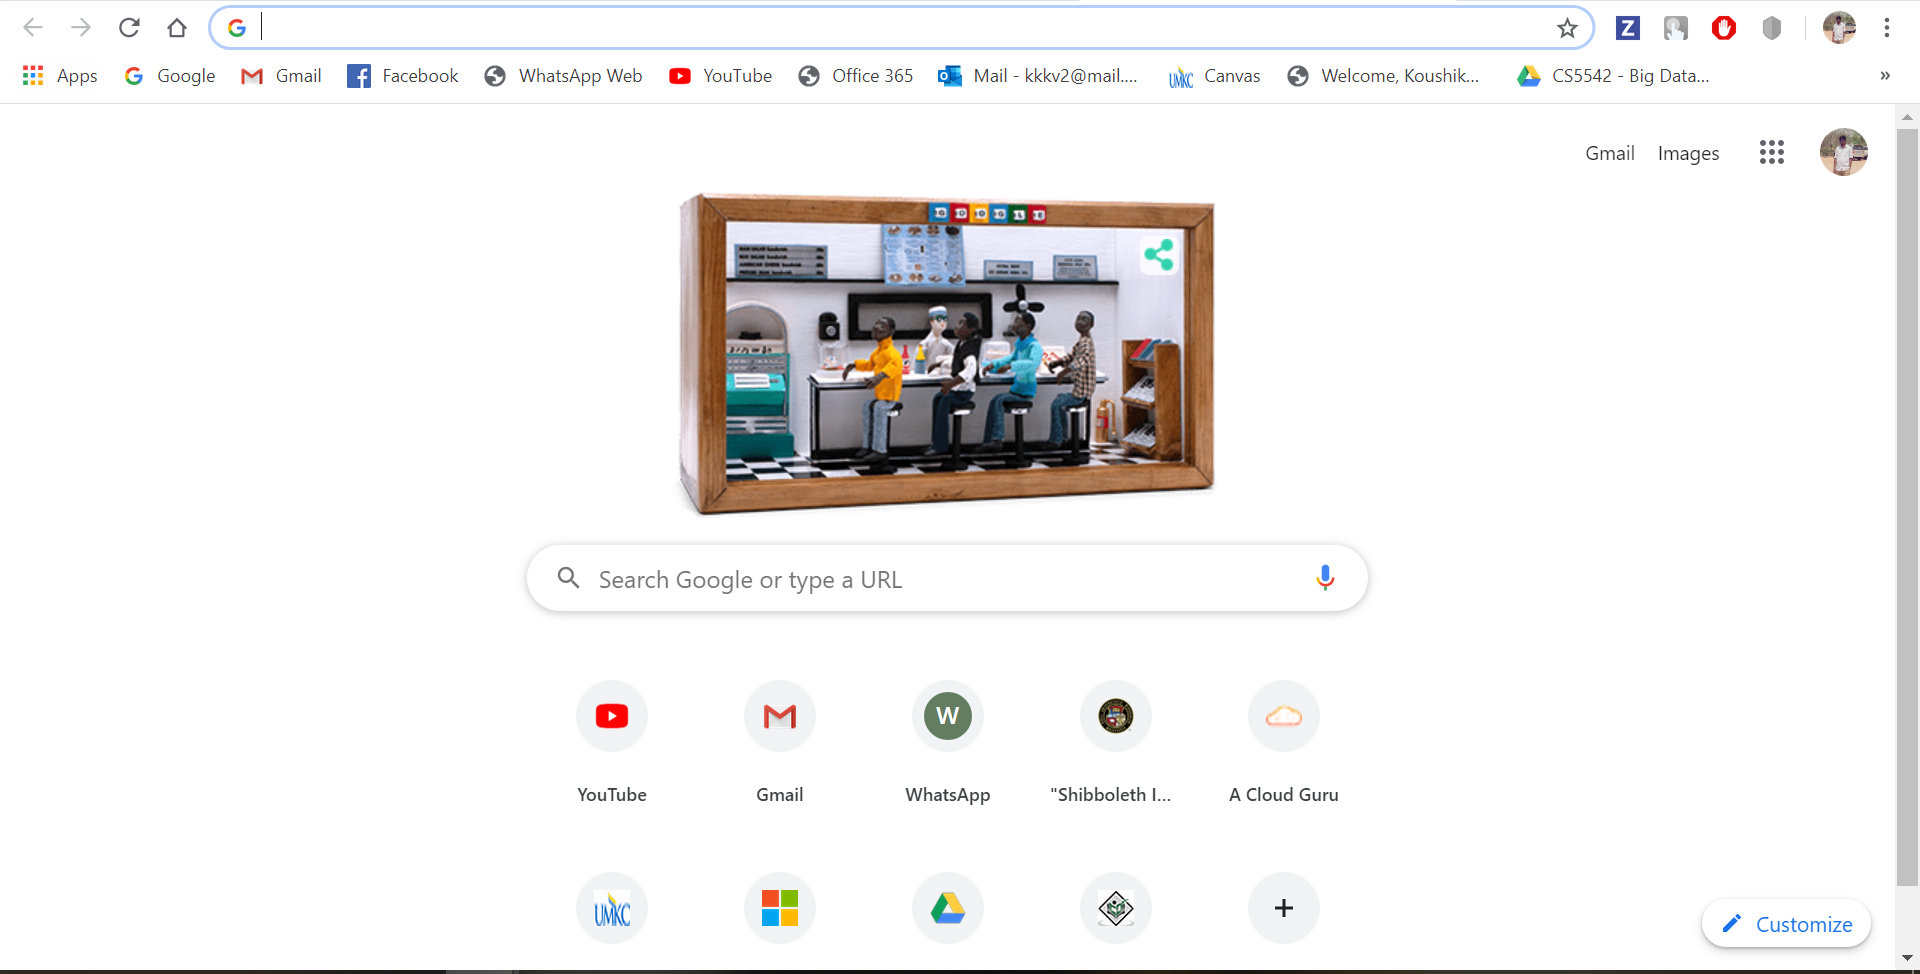 Apps Google Gmail Facebook WhatsApp Web YouTube Office 365 Mail - kkkv2@mail.... Canvas Welcome, Koushik... CS5542 - Big Data... »
Gmail Images
GOOGLE
Search Google or type a URL
W
YouTube Gmail WhatsApp "Shibboleth I... A Cloud Guru
UMKC
Customize